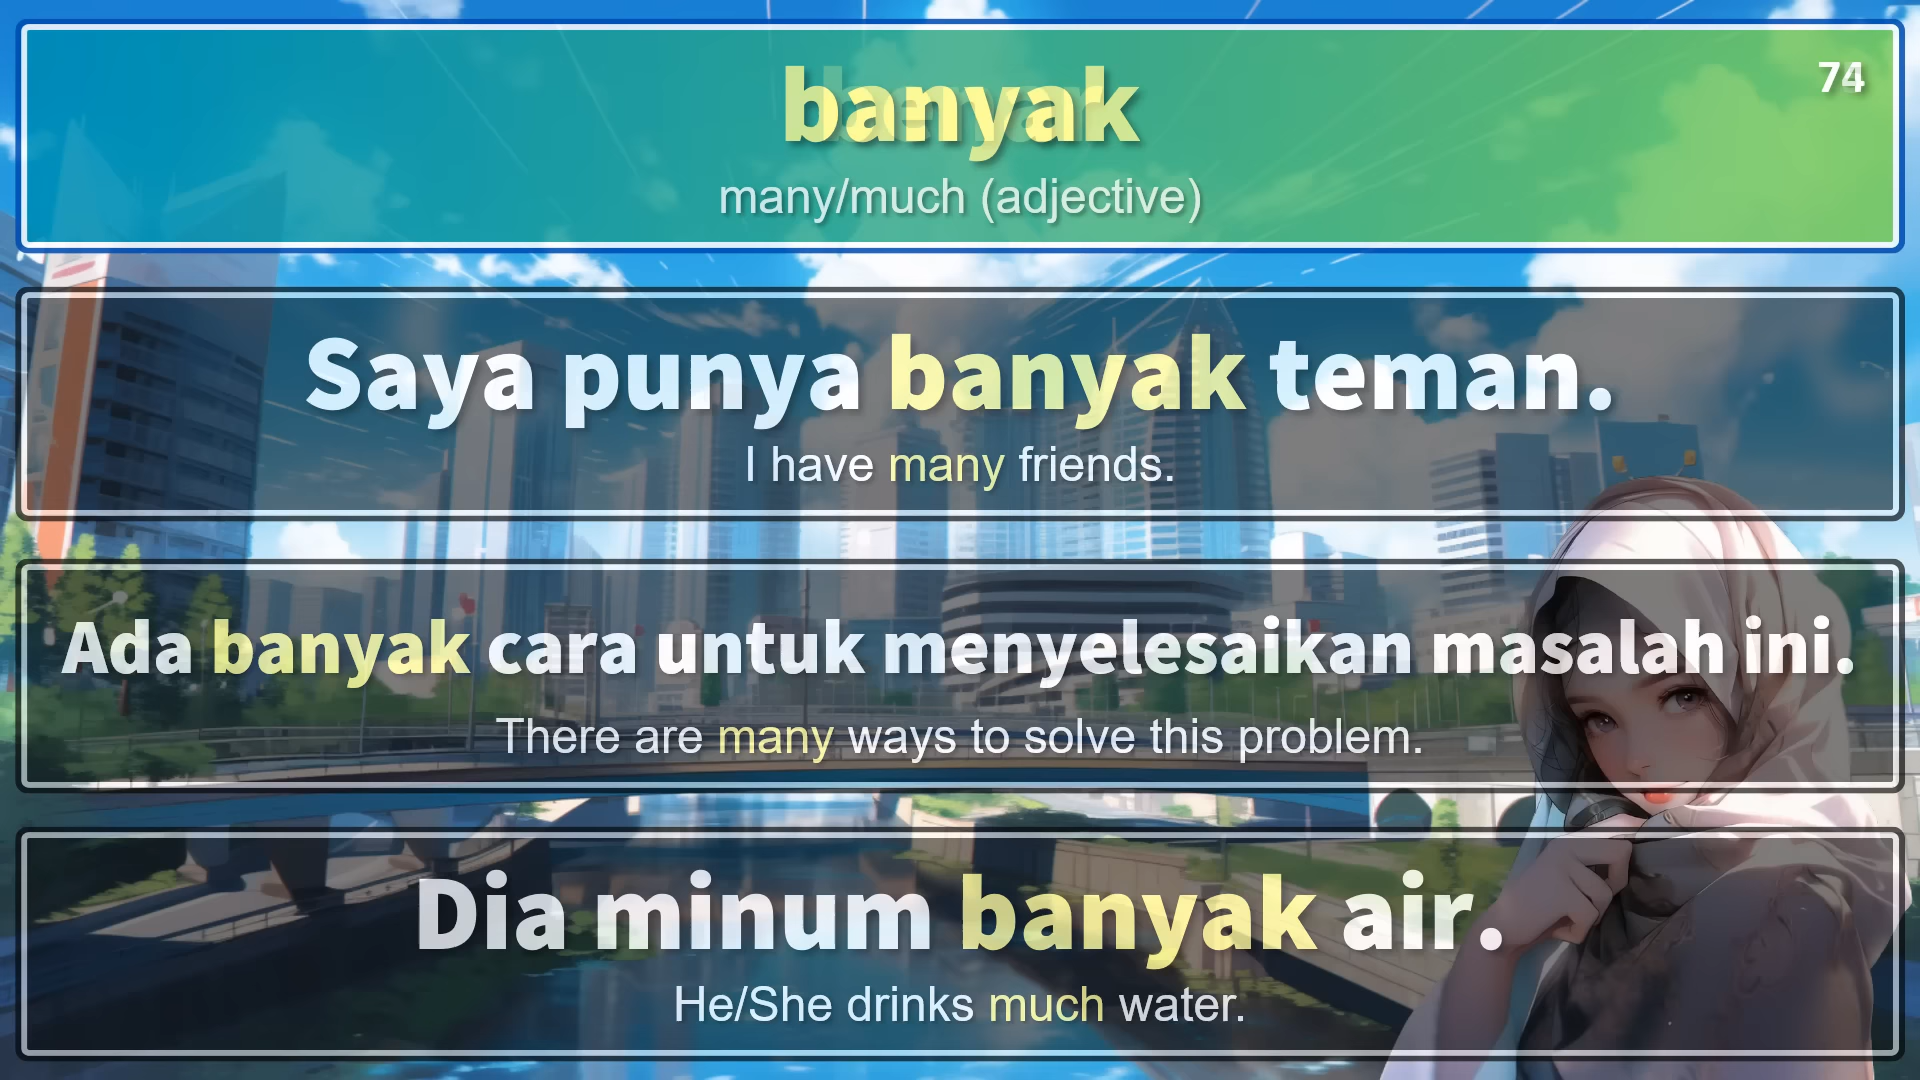 banyak
74
many/much (adjective)
Saya punya banyak teman.
I have many friends.
Ada banyak cara untuk menyelesaikan masalah ini.
There are many ways to solve this problem.
Dia minum banyak air.
He/She drinks much water.